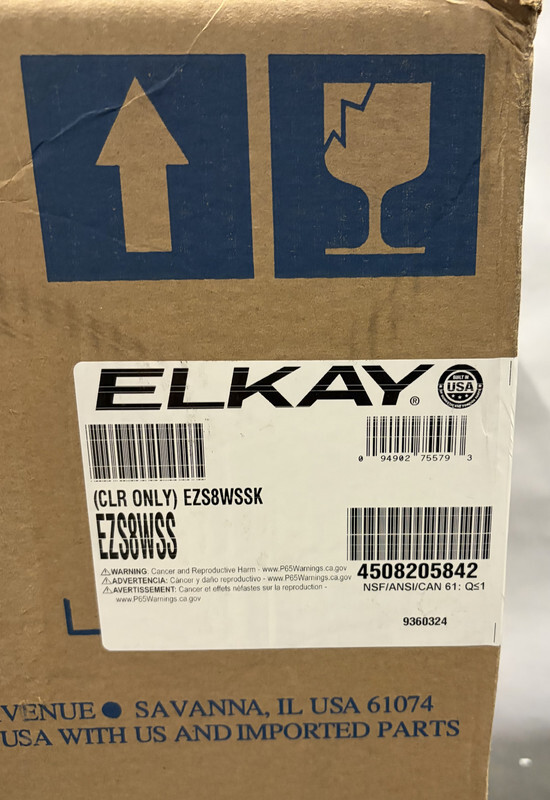 ELKAY®
BUILT IN
USA
0 94902 75579 3
(CLR ONLY) EZS8WSSK
EZS8WSS
⚠WARNING: Cancer and Reproductive Harm - www.P65Warnings.ca.gov
⚠ADVERTENCIA: Cáncer y daño reproductivo - www.P65Warnings.ca.gov
⚠AVERTISSEMENT: Cancer et effets néfastes sur la reproduction -
www.P65Warnings.ca.gov
4508205842
NSF/ANSI/CAN 61: Q≤1
9360324
VENUE ● SAVANNA, IL USA 61074
USA WITH US AND IMPORTED PARTS